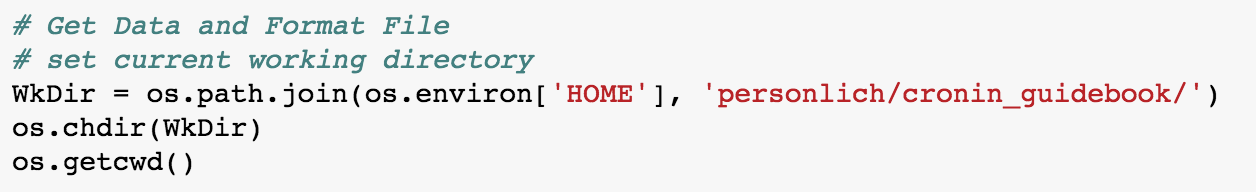 # Get Data and Format File
# set current working directory
WkDir = os.path.join(os.environ['HOME'], 'personlich/cronin_guidebook/')
os.chdir(WkDir)
os.getcwd()